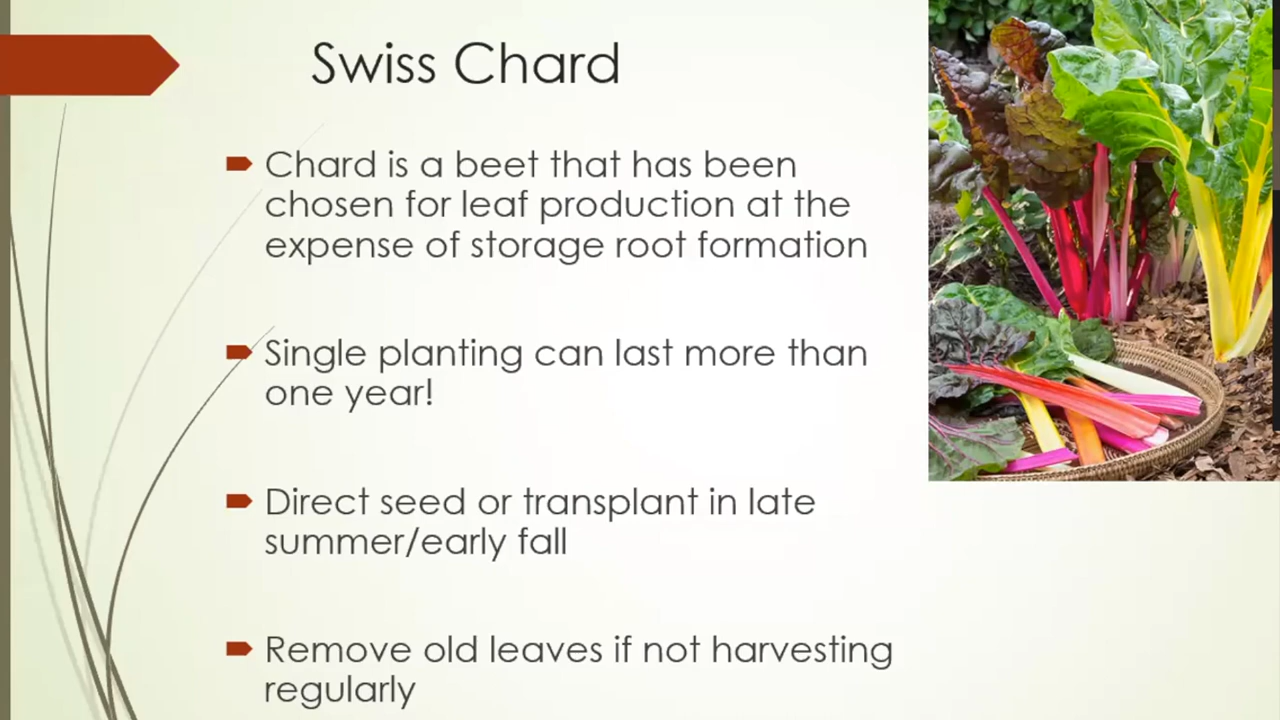 Swiss Chard
Chard is a beet that has been
chosen for leaf production at the
expense of storage root formation
Single planting can last more than
one year!
Direct seed or transplant in late
summer/early fall
Remove old leaves if not harvesting
regularly